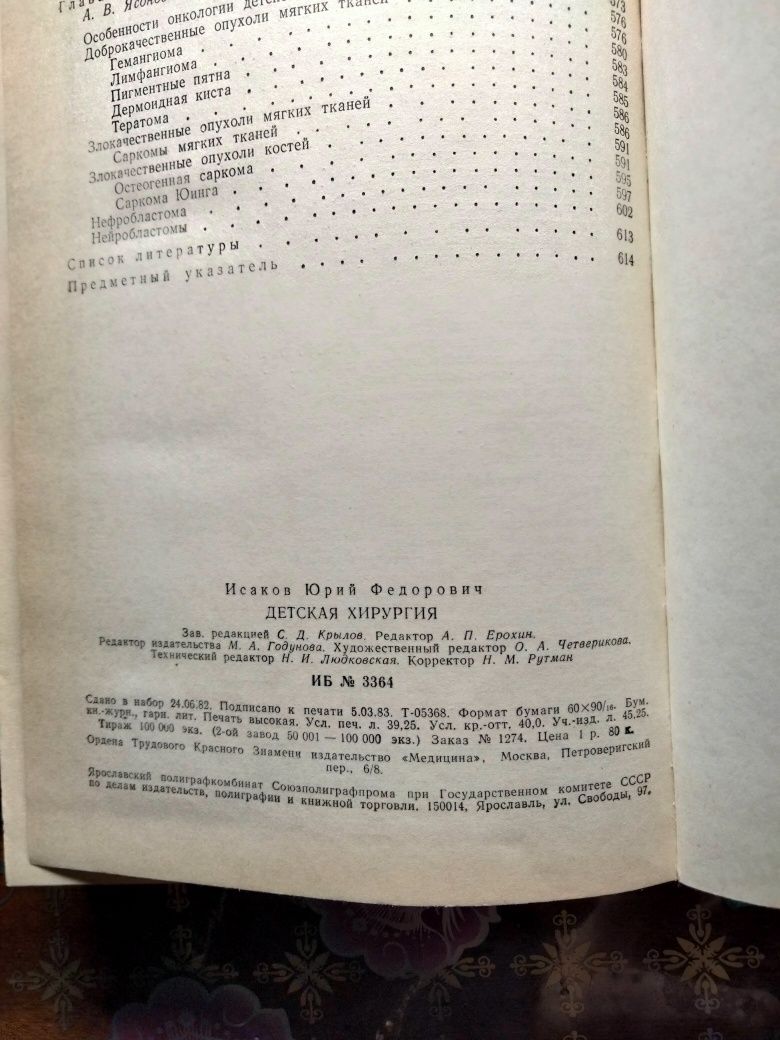 А. В.
Особенности онкологии
Доброкачественные опухоли мягких тканей 573
Гемангиома 576
Лимфангиома 576
Пигментные пятна 580
Дермоидная киста 583
Тератома 584
Злокачественные опухоли мягких тканей 585
Саркомы мягких тканей 586
Злокачественные опухоли костей 586
Остеогенная саркома 591
Саркома Юинга 591
Нефробластома 595
Нейробластомы 597
602
Список литературы 613
Предметный указатель 614
Исаков Юрий Федорович
ДЕТСКАЯ ХИРУРГИЯ
Зав. редакцией С. Д. Крылов. Редактор А. П. Ерохин.
Редактор издательства М. А. Годунова. Художественный редактор О. А. Четверикова.
Технический редактор Н. И. Людковская. Корректор Н. М. Рутман
ИБ № 3364
Сдано в набор 24.06.82. Подписано к печати 5.03.83. Т-05368. Формат бумаги 60×90/16. Бум.
кн.-журн., гарн. лит. Печать высокая. Усл. печ. л. 39,25. Усл. кр.-отт. 40,0. Уч.-изд. л. 45,25.
Тираж 100 000 экз. (2-ой завод 50 001 — 100 000 экз.) Заказ № 1274. Цена 1 р. 80 к.
Ордена Трудового Красного Знамени издательство «Медицина», Москва, Петроверигский
пер., 6/8.
Ярославский полиграфкомбинат Союзполиграфпрома при Государственном комитете СССР
по делам издательств, полиграфии и книжной торговли. 150014, Ярославль, ул. Свободы, 97.